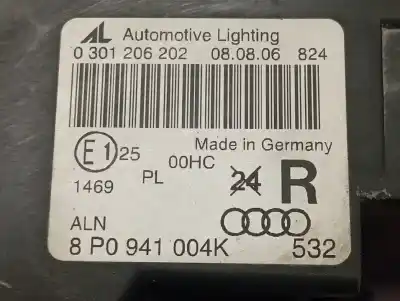 AL Automotive Lighting
0 301 206 202 08.08.06 824
Made in Germany
E1 25
00HC
PL
1469
24 R
ALN
8 P0 941 004K 532